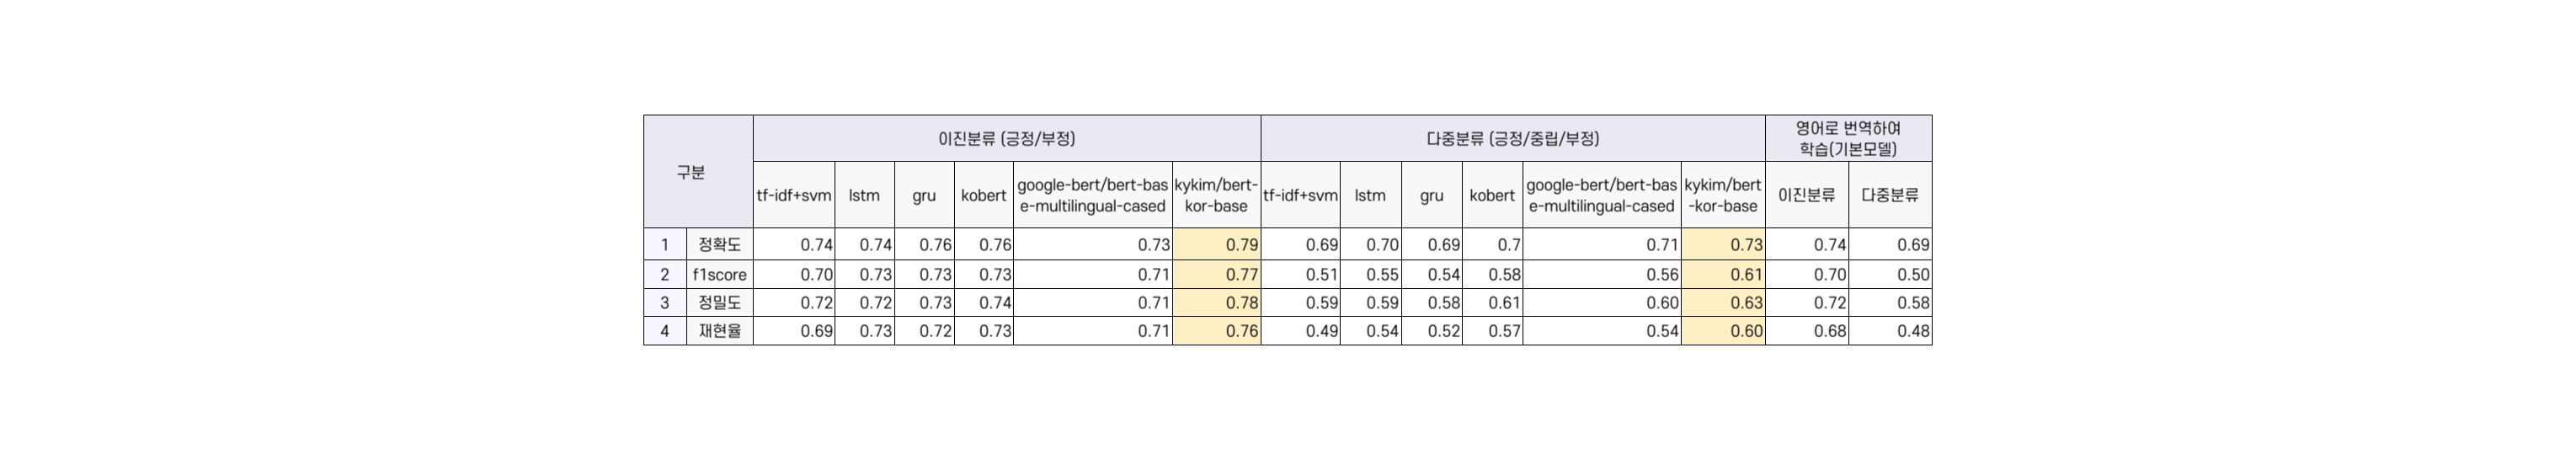 구분 이진분류 (긍정/부정) 다중분류 (긍정/중립/부정) 영어로 번역하여
학습(기본모델)
tf-idf+svm lstm gru kobert google-bert/bert-bas kykim/bert- tf-idf+svm lstm gru kobert google-bert/bert-bas kykim/bert 이진분류 다중분류
e-multilingual-cased kor-base e-multilingual-cased -kor-base
1 정확도 0.74 0.74 0.76 0.76 0.73 0.79 0.69 0.70 0.69 0.7 0.71 0.73 0.74 0.69
2 f1score 0.70 0.73 0.73 0.73 0.71 0.77 0.51 0.55 0.54 0.58 0.56 0.61 0.70 0.50
3 정밀도 0.72 0.72 0.73 0.74 0.71 0.78 0.59 0.59 0.58 0.61 0.60 0.63 0.72 0.58
4 재현율 0.69 0.73 0.72 0.73 0.71 0.76 0.49 0.54 0.52 0.57 0.54 0.60 0.68 0.48